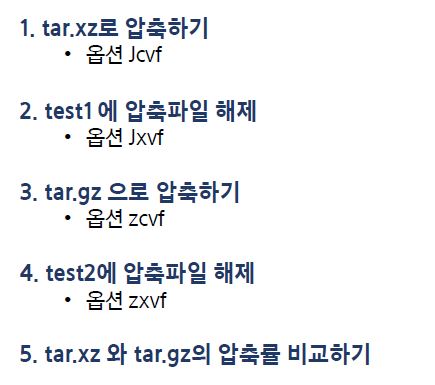 1. tar.xz로 압축하기
• 옵션 Jcvf
2. test1 에 압축파일 해제
• 옵션 Jxvf
3. tar.gz 으로 압축하기
• 옵션 zcvf
4. test2에 압축파일 해제
• 옵션 zxvf
5. tar.xz 와 tar.gz의 압축률 비교하기